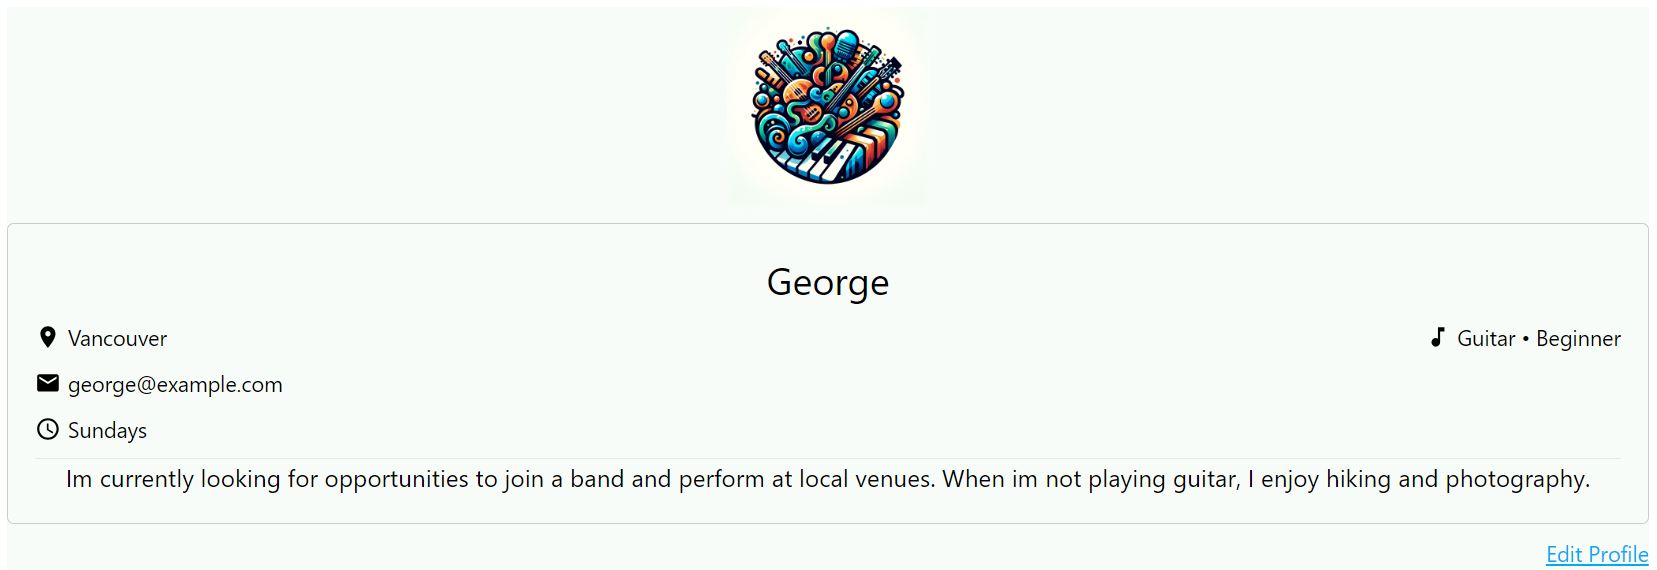 George
Vancouver
Guitar • Beginner
george@example.com
Sundays
Im currently looking for opportunities to join a band and perform at local venues. When im not playing guitar, I enjoy hiking and photography.
Edit Profile